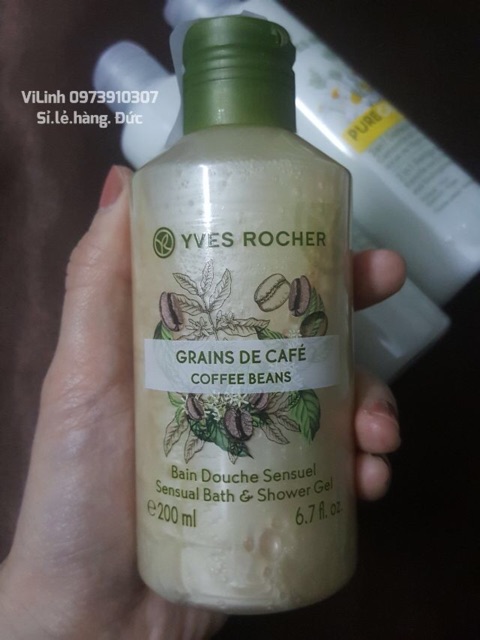 ViLinh 0973910307
Sỉ.lẻ.hàng. Đức
PURE
YVES ROCHER
GRAINS DE CAFÉ
COFFEE BEANS
Bain Douche Sensuel
Sensual Bath & Shower Gel
e 200 ml 6.7 fl. oz.